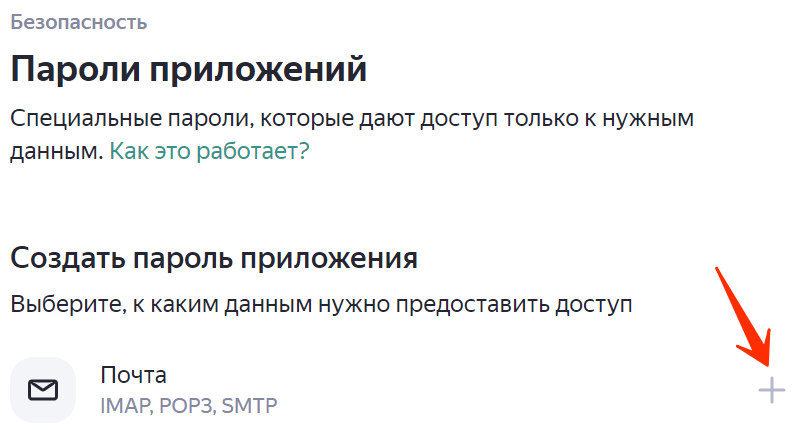 Безопасность
Пароли приложений
Специальные пароли, которые дают доступ только к нужным
данным. Как это работает?
Создать пароль приложения
Выберите, к каким данным нужно предоставить доступ
Почта
IMAP, POP3, SMTP